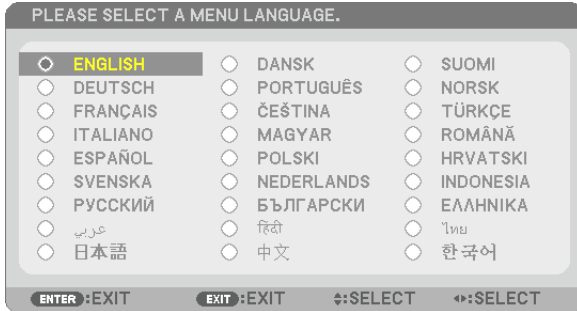 PLEASE SELECT A MENU LANGUAGE.
ENGLISH DANSK SUOMI
DEUTSCH PORTUGUÊS NORSK
FRANÇAIS ČEŠTINA TÜRKÇE
ITALIANO MAGYAR ROMÂNĂ
ESPAÑOL POLSKI HRVATSKI
SVENSKA NEDERLANDS INDONESIA
РУССКИЙ БЪЛГАРСКИ ΕΛΛΗΝΙΚΑ
عربي हिंदी ไทย
日本語 中文 한국어
ENTER :EXIT EXIT :EXIT :SELECT :SELECT